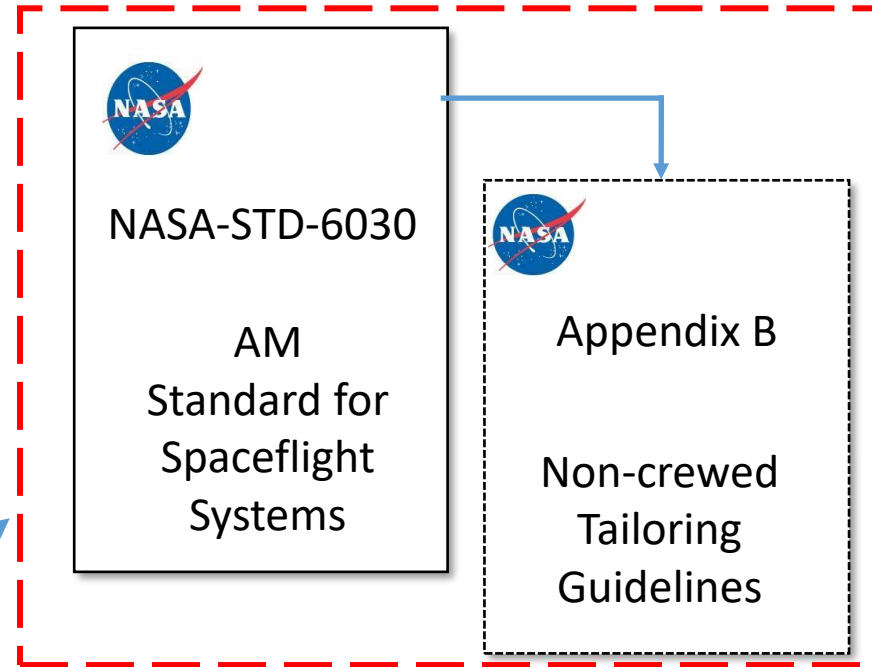 NASA
NASA-STD-6030
AM
Standard for
Spaceflight
Systems
NASA
Appendix B
Non-crewed
Tailoring
Guidelines